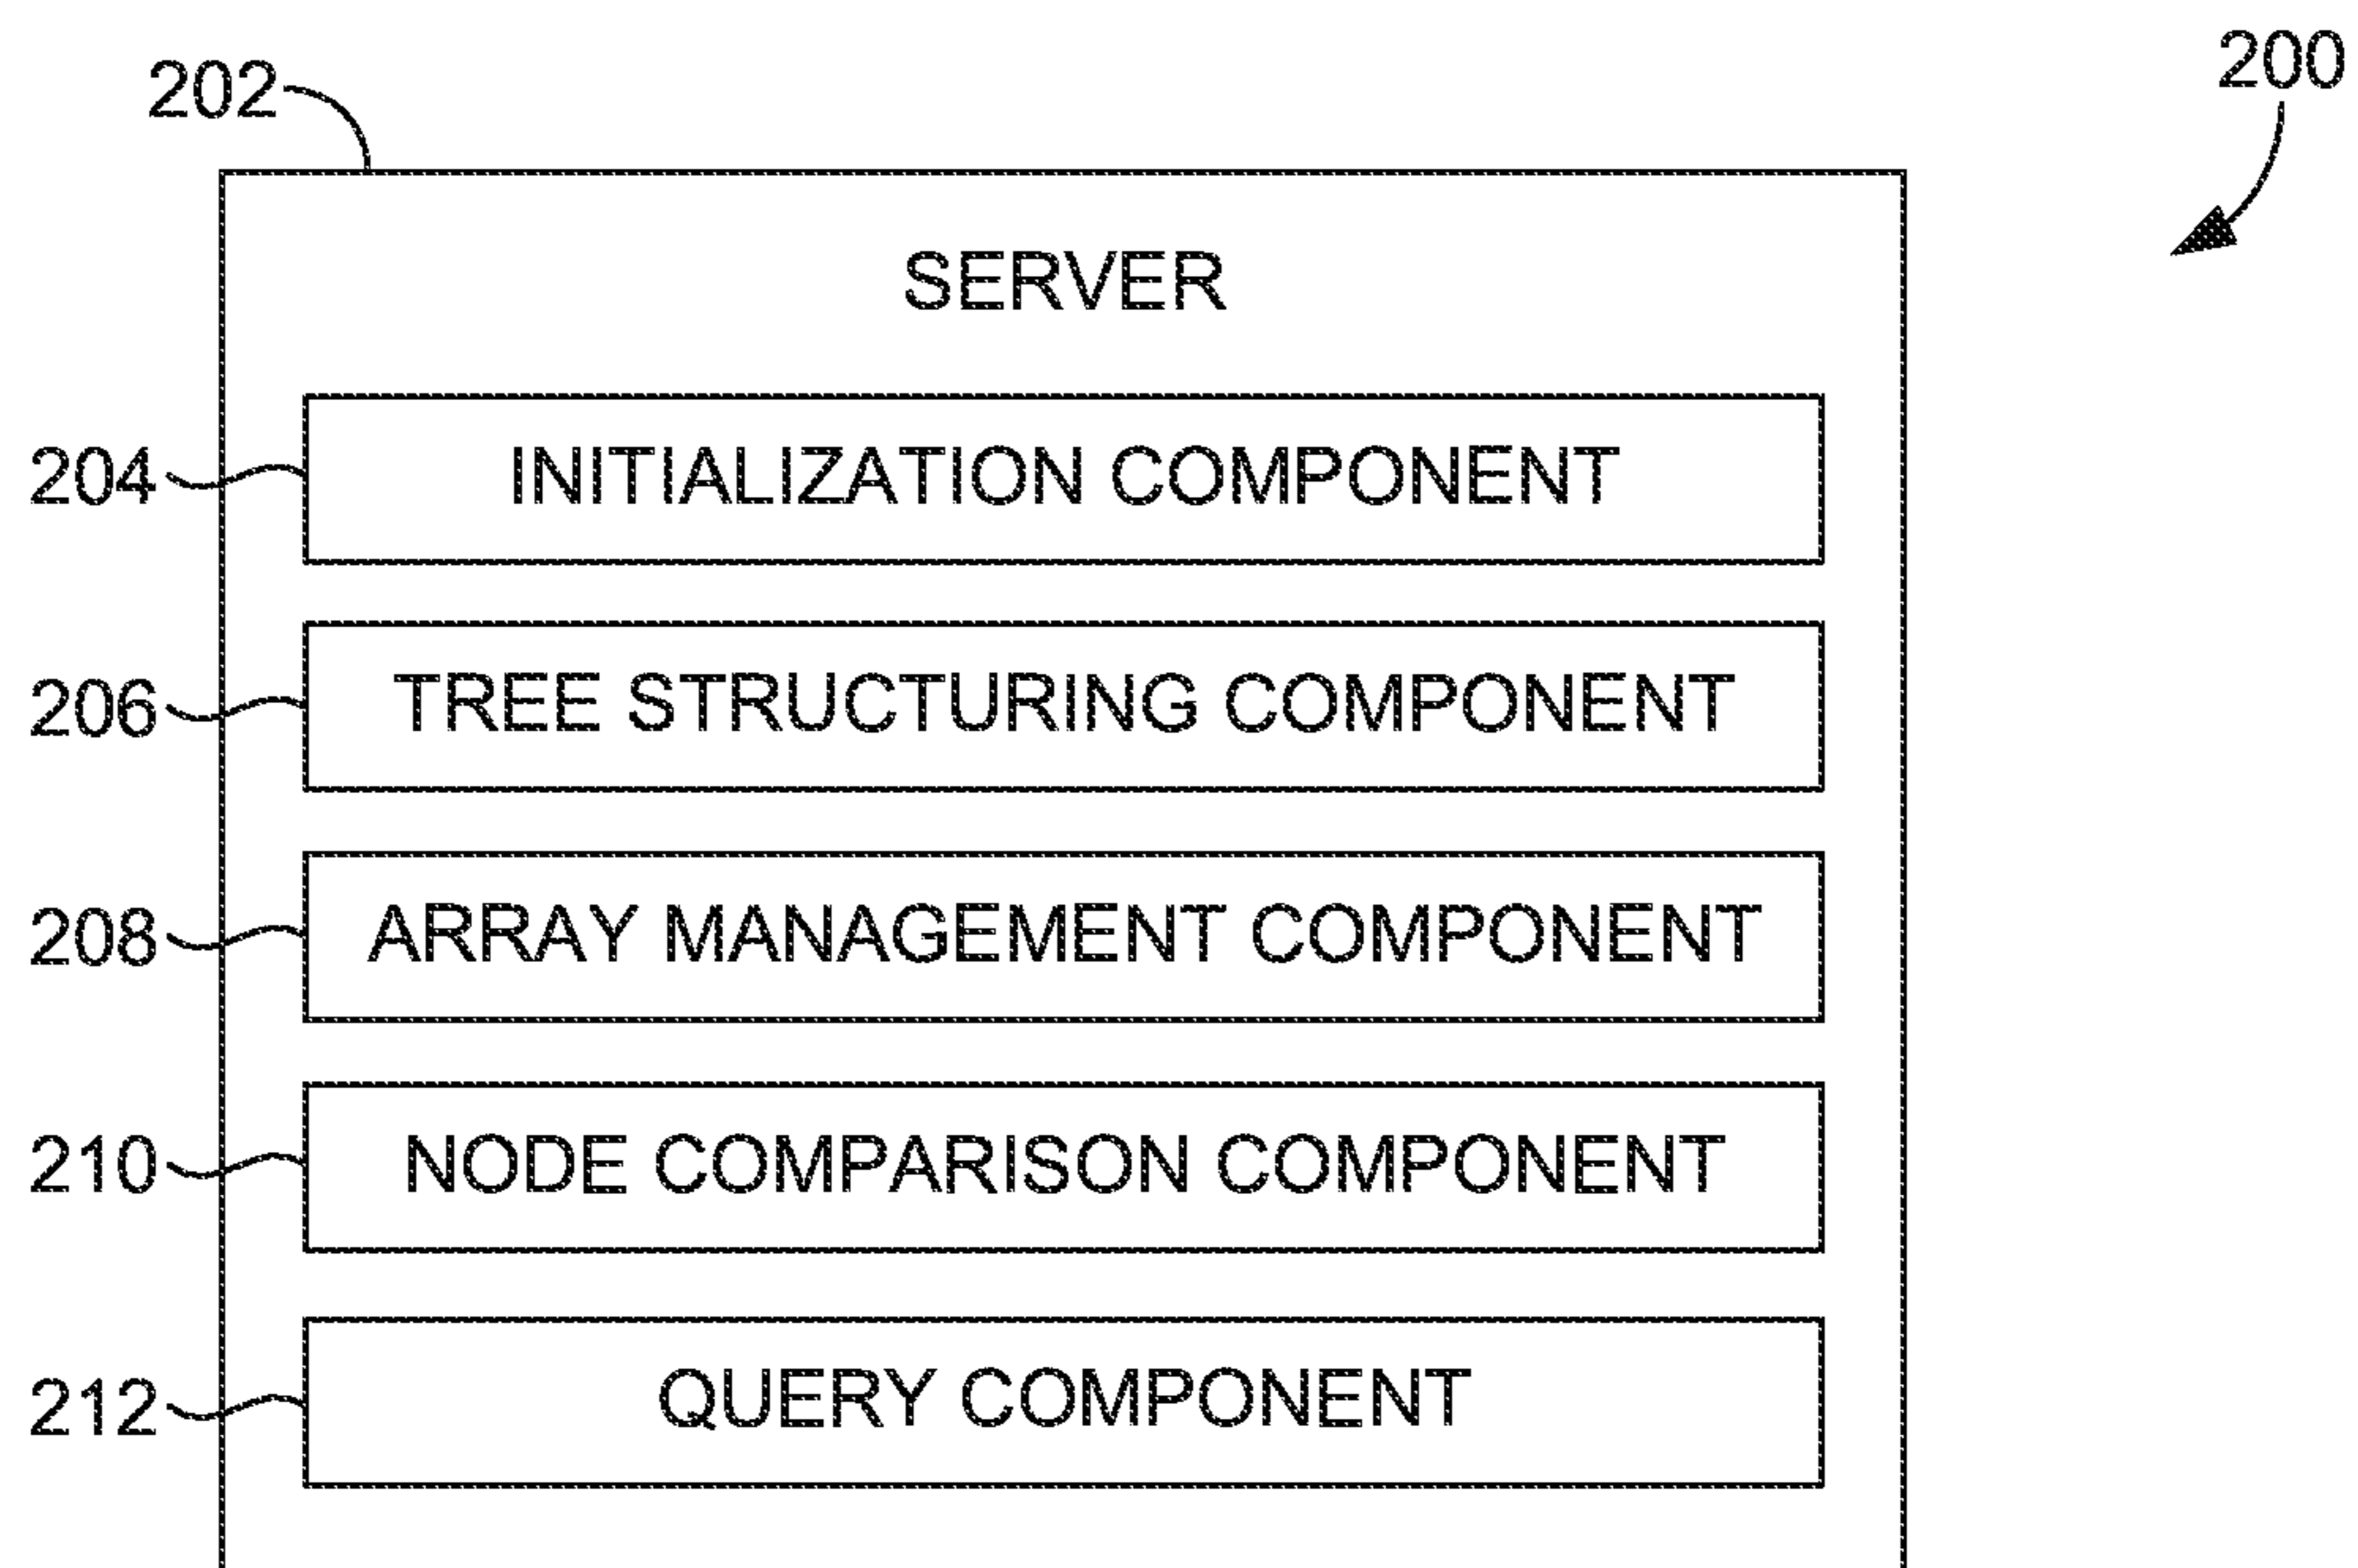 202
200
SERVER
204 INITIALIZATION COMPONENT
206 TREE STRUCTURING COMPONENT
208 ARRAY MANAGEMENT COMPONENT
210 NODE COMPARISON COMPONENT
212 QUERY COMPONENT